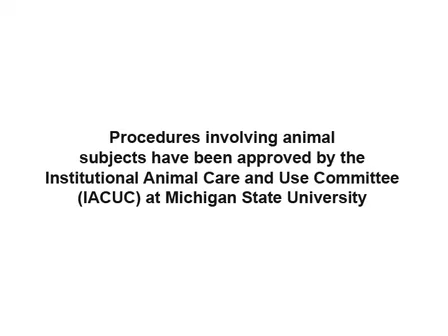 Procedures involving animal
subjects have been approved by the
Institutional Animal Care and Use Committee
(IACUC) at Michigan State University